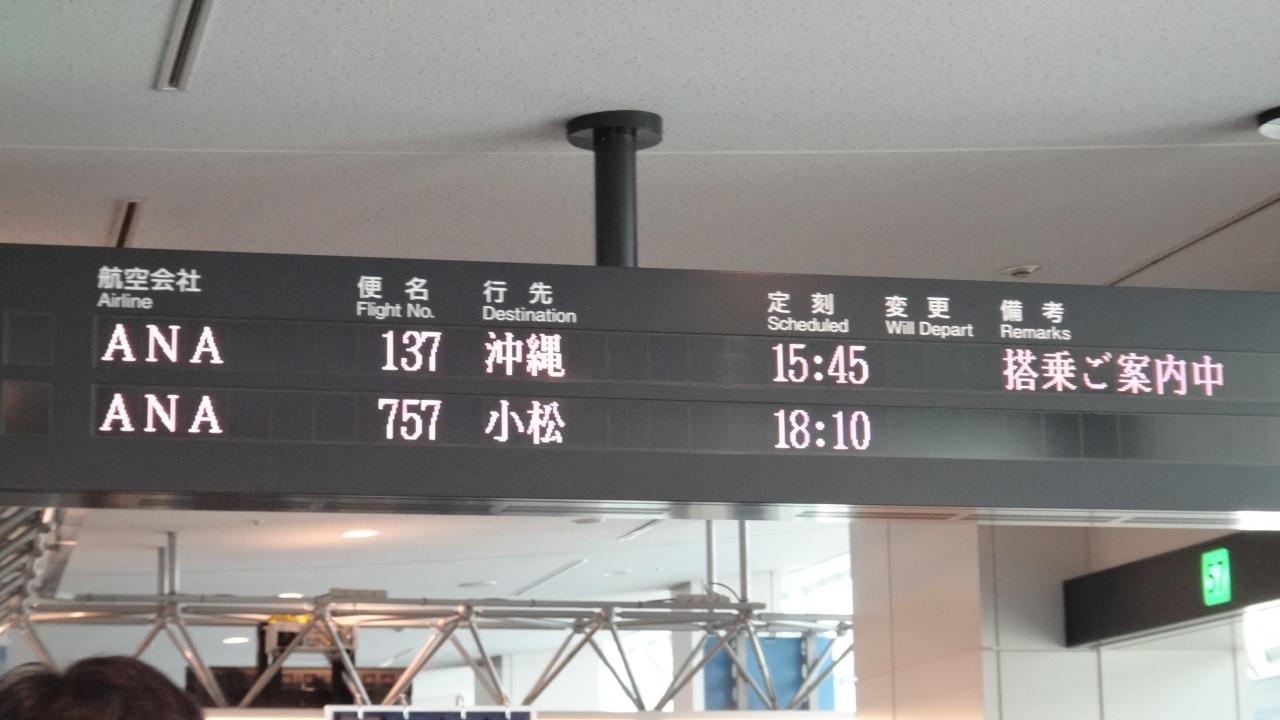 航空会社 便名 行先 定刻 変更 備考
Airline Flight No. Destination Scheduled Will Depart Remarks
ANA 137 沖縄 15:45 搭乗ご案内中
ANA 757 小松 18:10
57